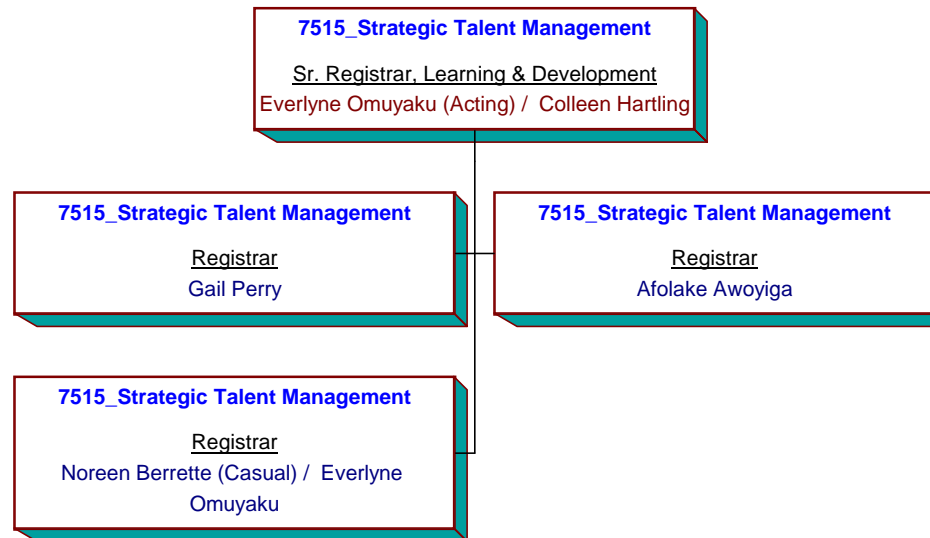 7515_Strategic Talent Management
Sr. Registrar, Learning & Development
Everlyne Omuyaku (Acting) /  Colleen Hartling
7515_Strategic Talent Management
Registrar
Gail Perry
7515_Strategic Talent Management
Registrar
Afolake Awoyiga
7515_Strategic Talent Management
Registrar
Noreen Berrette (Casual) /  Everlyne
Omuyaku